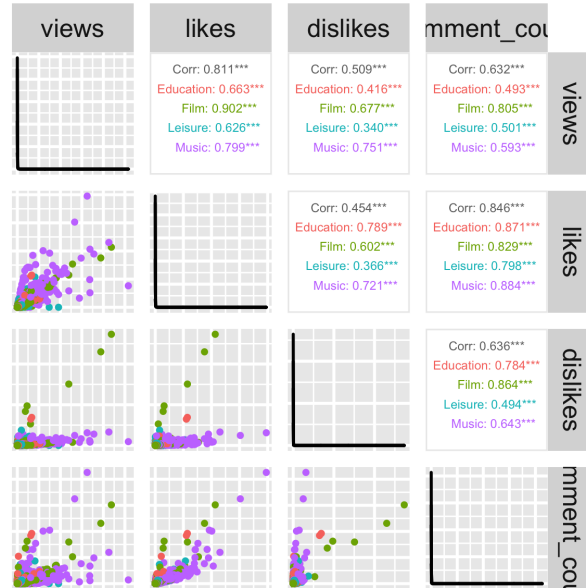 views
likes
dislikes
mment_cou
Corr: 0.811***
Education: 0.663***
Film: 0.902***
Leisure: 0.626***
Music: 0.799***
Corr: 0.509***
Education: 0.416***
Film: 0.677***
Leisure: 0.340***
Music: 0.751***
Corr: 0.632***
Education: 0.493***
Film: 0.805***
Leisure: 0.501***
Music: 0.593***
views
Corr: 0.454***
Education: 0.789***
Film: 0.602***
Leisure: 0.366***
Music: 0.721***
Corr: 0.846***
Education: 0.871***
Film: 0.829***
Leisure: 0.798***
Music: 0.884***
likes
Corr: 0.636***
Education: 0.784***
Film: 0.864***
Leisure: 0.494***
Music: 0.643***
dislikes
mment_cou